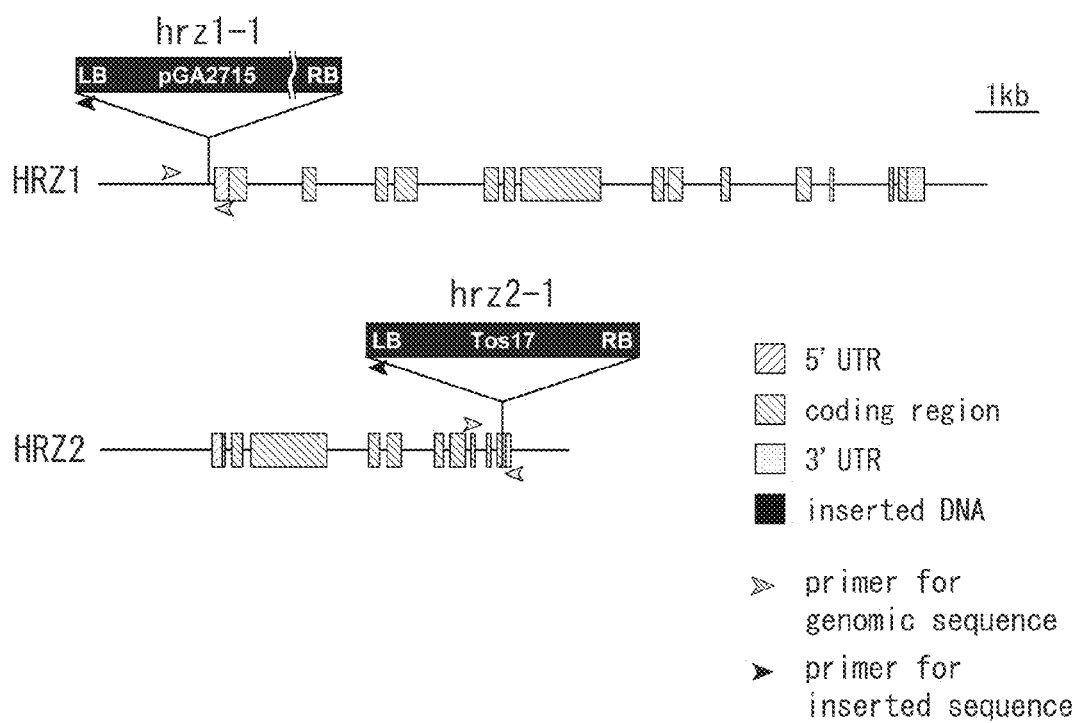 hrz1-1
LB pGA2715 RB
1kb
HRZ1
hrz2-1
LB Tos17 RB
HRZ2
5' UTR
coding region
3' UTR
inserted DNA
primer for
genomic sequence
primer for
inserted sequence